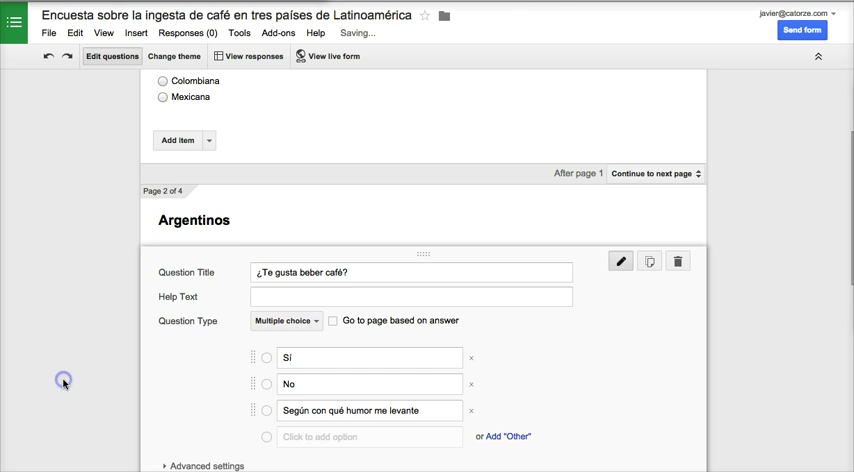 Encuesta sobre la ingesta de café en tres países de Latinoamérica
javier@catorze.com
File Edit View Insert Responses (0) Tools Add-ons Help Saving...
Send form
Edit questions Change theme View responses View live form
Colombiana
Mexicana
Add item
After page 1 Continue to next page
Page 2 of 4
Argentinos
Question Title ¿Te gusta beber café?
Help Text
Question Type Multiple choice Go to page based on answer
Sí ×
No ×
Según con qué humor me levante ×
Click to add option or Add "Other"
Advanced settings